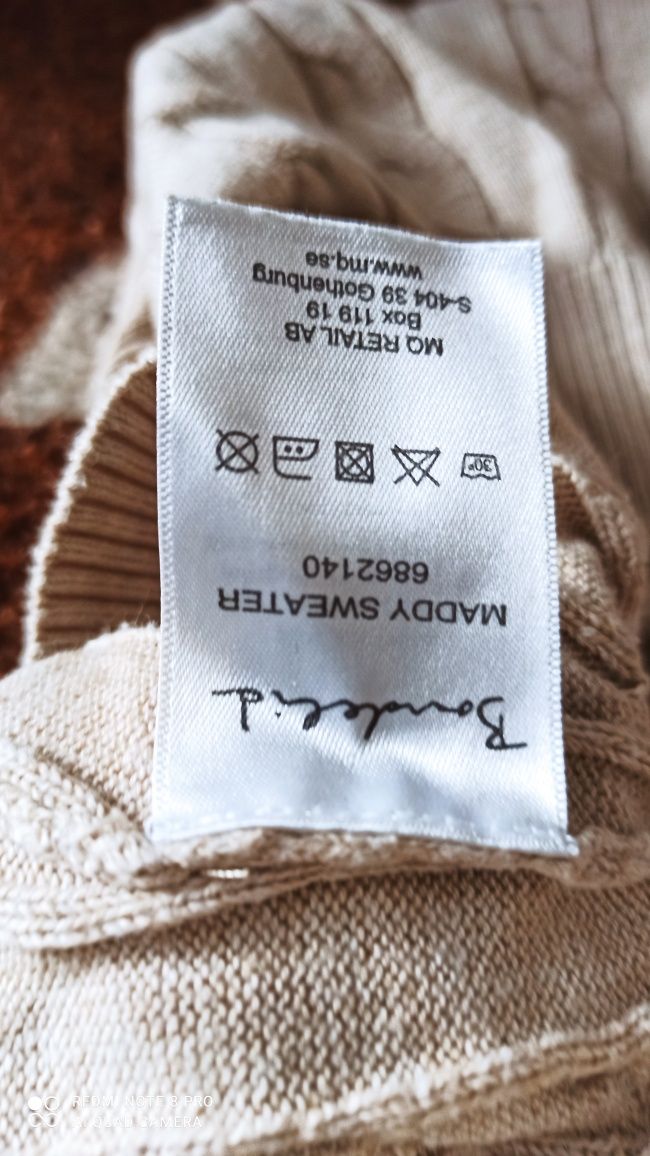 Bondelid
MADDY SWEATER
6862140
30°
MQ RETAIL AB
Box 119 19
S-404 39 Gothenburg
www.mq.se
REDMI NOTE 8 PRO
AI QUAD CAMERA